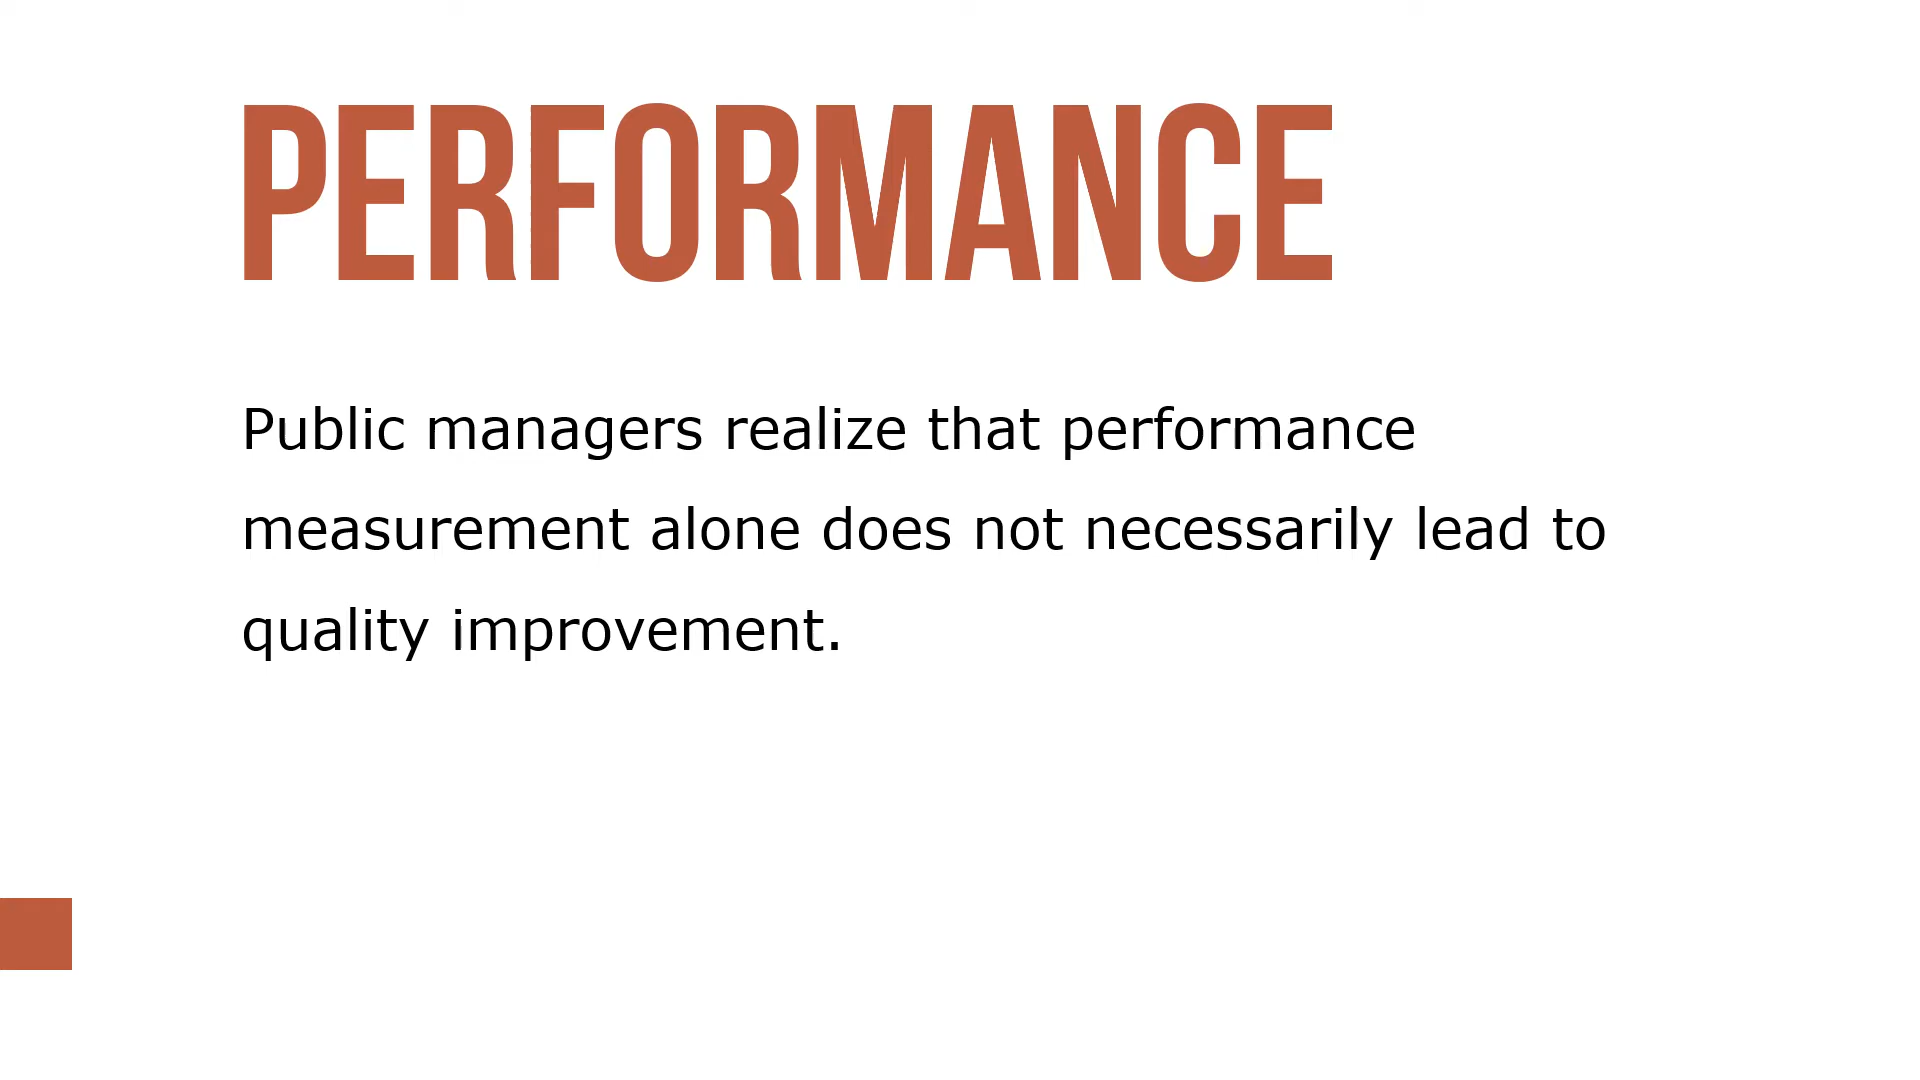 PERFORMANCE
Public managers realize that performance
measurement alone does not necessarily lead to
quality improvement.